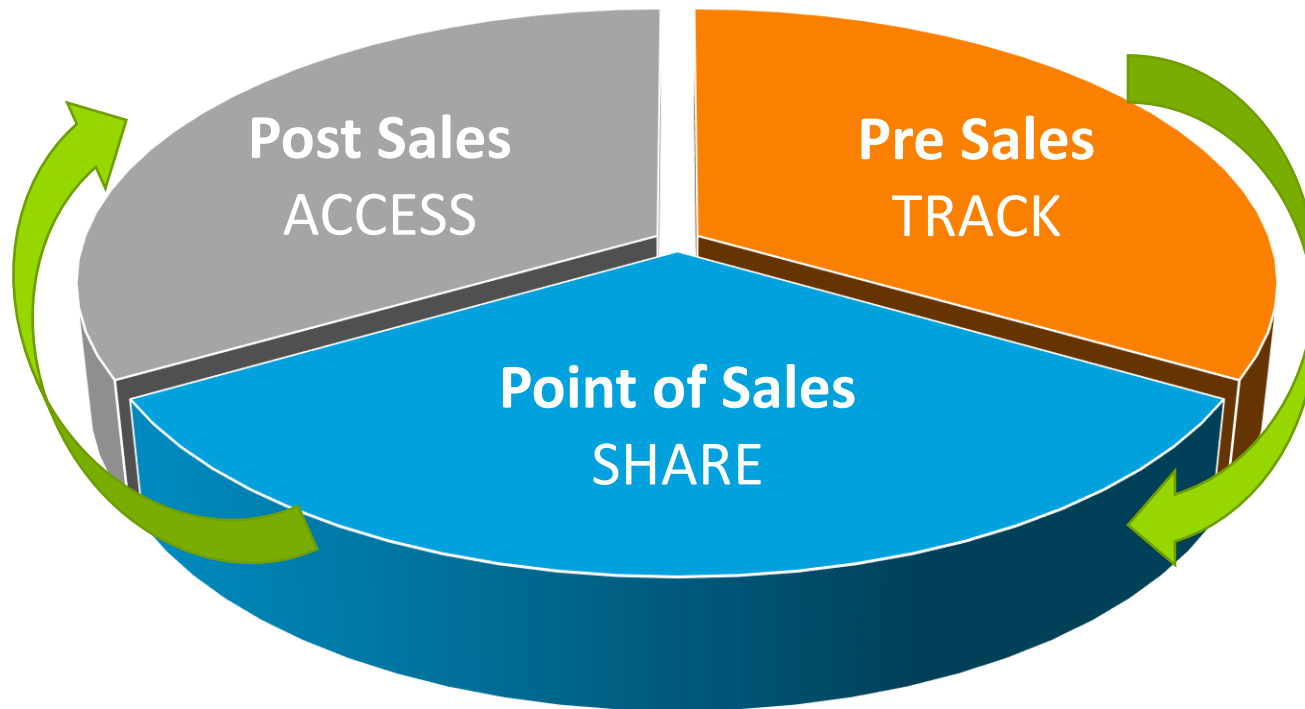 Post Sales
ACCESS
Pre Sales
TRACK
Point of Sales
SHARE